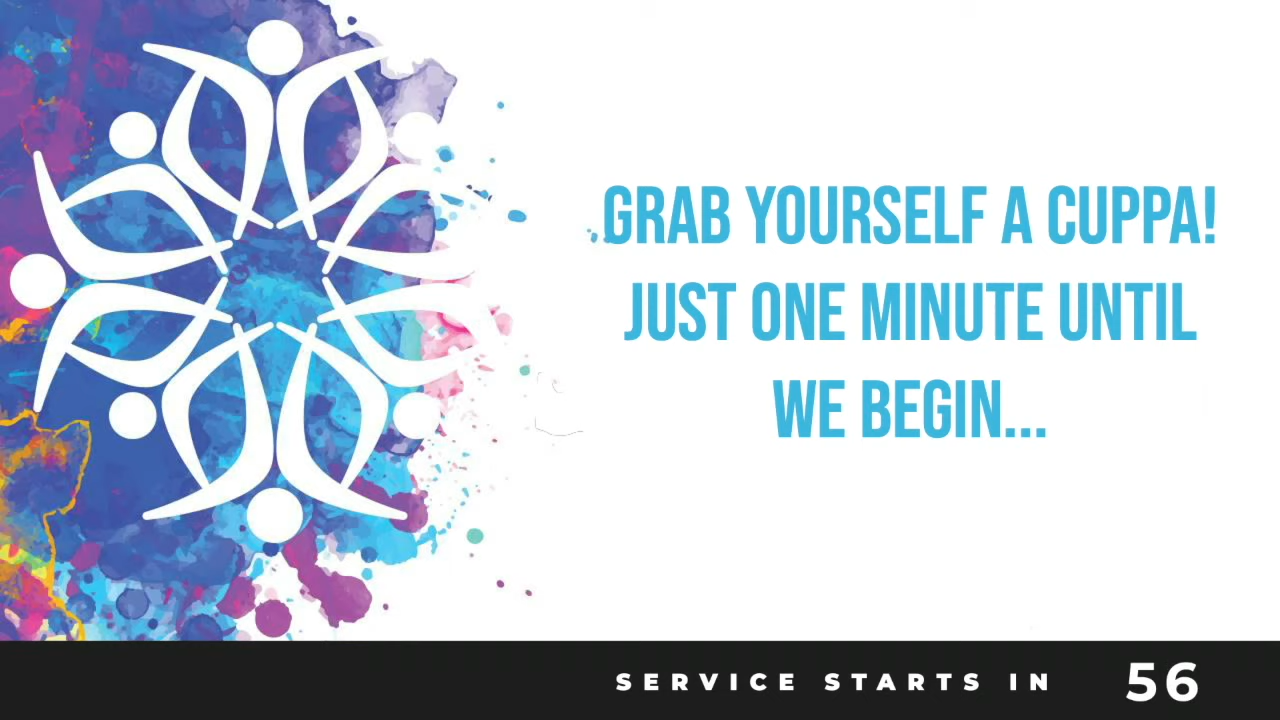 GRAB YOURSELF A CUPPA!
JUST ONE MINUTE UNTIL
WE BEGIN...
SERVICE STARTS IN 56